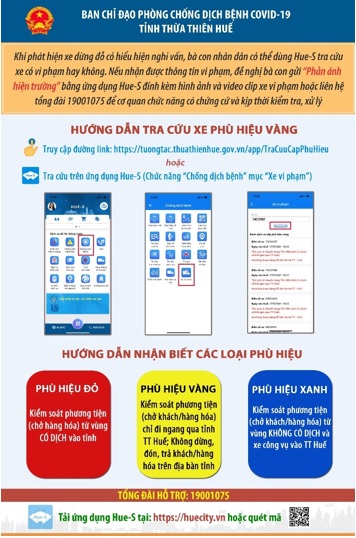 BAN CHỈ ĐẠO PHÒNG CHỐNG DỊCH BỆNH COVID-19
TỈNH THỪA THIÊN HUẾ
Khi phát hiện xe dừng đỗ có hiểu hiện nghi vấn, bà con nhân dân có thể dùng Hue-S tra cứu
xe có vi phạm hay không. Nếu nhận được thông tin vi phạm, đề nghị bà con gửi "Phản ánh
hiện trường" bằng ứng dụng Hue-S đính kèm hình ảnh và video clip xe vi phạm hoặc liên hệ
tổng đài 19001075 để cơ quan chức năng có chứng cứ và kịp thời kiểm tra, xử lý
HƯỚNG DẪN TRA CỨU XE PHÙ HIỆU VÀNG
Truy cập đường link: https://tuongtac.thuathienhue.gov.vn/app/TraCuuCapPhuHieu
hoặc
Tra cứu trên ứng dụng Hue-S (Chức năng "Chống dịch bệnh" mục "Xe vi phạm")
HUE-S
Chống dịch bệnh
Xe vi phạm
HƯỚNG DẪN NHẬN BIẾT CÁC LOẠI PHÙ HIỆU
PHÙ HIỆU ĐỎ
Kiểm soát phương tiện
(chở hàng hóa) từ vùng
CÓ DỊCH vào tỉnh
PHÙ HIỆU VÀNG
Kiểm soát phương tiện
(chở khách/hàng hóa)
chỉ đi ngang qua tỉnh
TT Huế; Không dừng,
đón, trả khách/hàng
hóa trên địa bàn tỉnh
PHÙ HIỆU XANH
Kiểm soát phương tiện
(chở khách/hàng hóa) từ
vùng KHÔNG CÓ DỊCH và
xe công vụ vào TT Huế
TỔNG ĐÀI HỖ TRỢ: 19001075
Hue-S
Tải ứng dụng Hue-S tại: https://huecity.vn hoặc quét mã